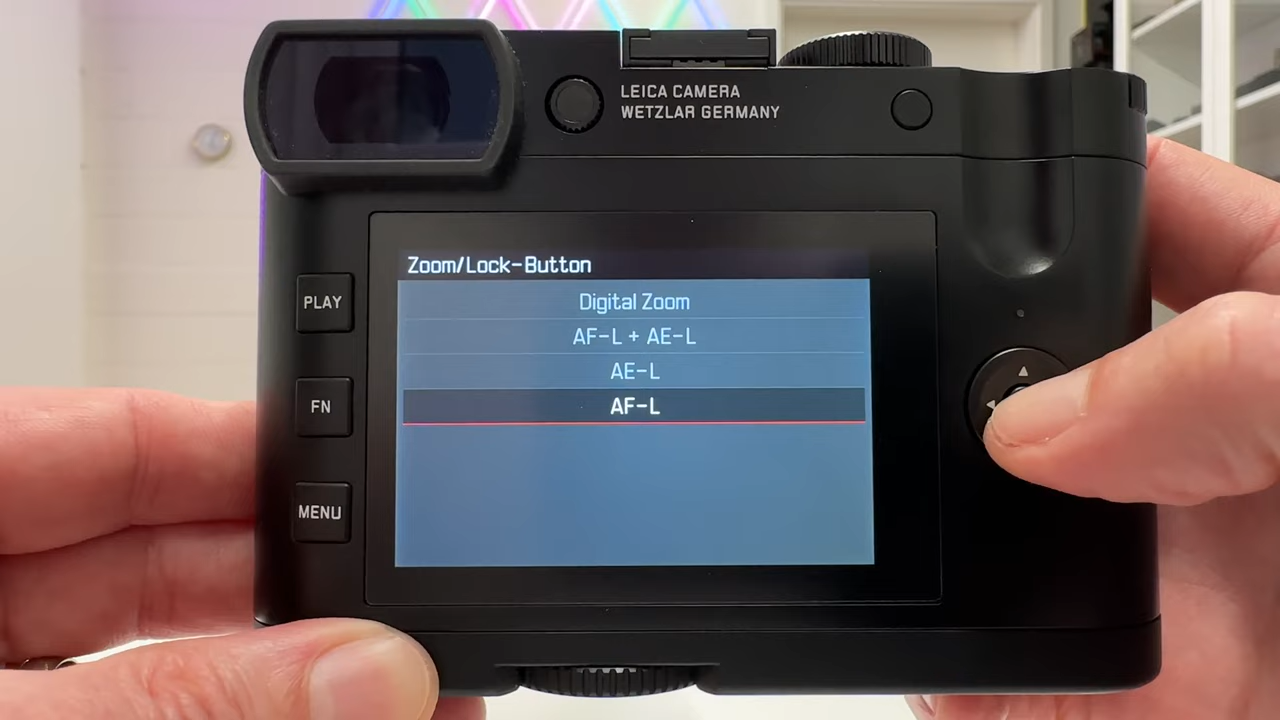 LEICA CAMERA
WETZLAR GERMANY
Zoom/Lock-Button
Digital Zoom
AF-L + AE-L
AE-L
AF-L
PLAY
FN
MENU